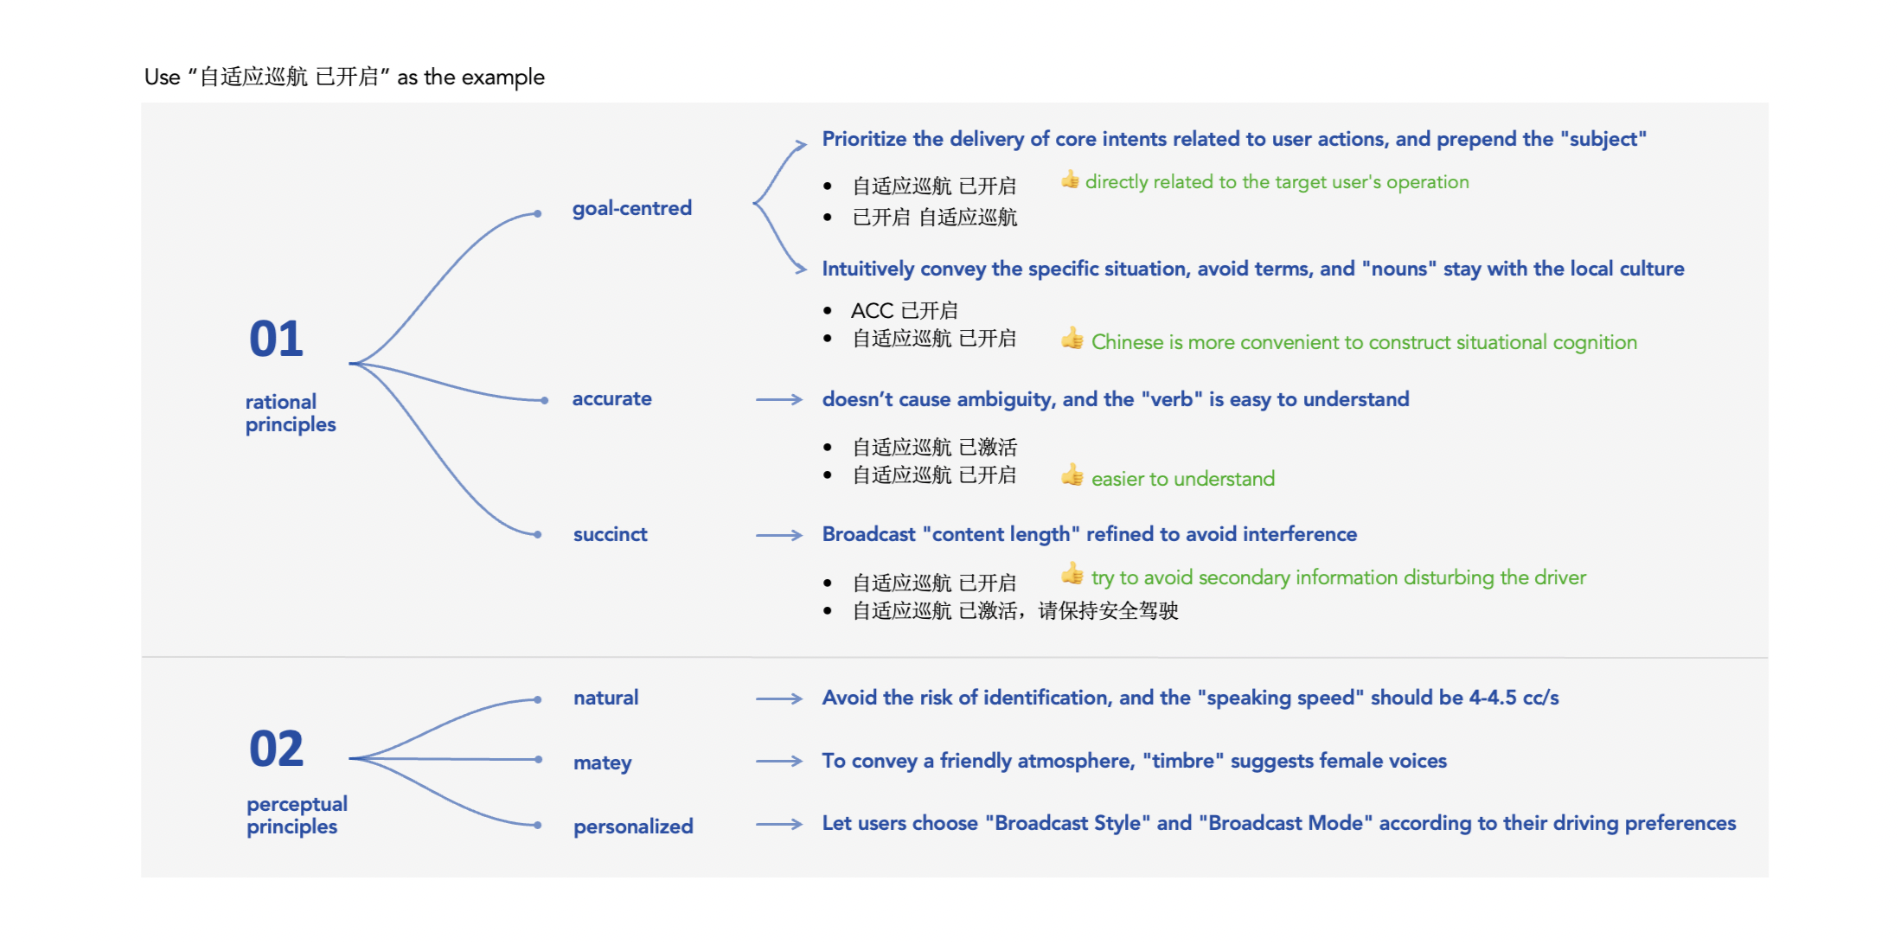 Use “自适应巡航 已开启” as the example
01
rational
principles
goal-centred
Prioritize the delivery of core intents related to user actions, and prepend the "subject"
• 自适应巡航 已开启 👍 directly related to the target user's operation
• 已开启 自适应巡航
Intuitively convey the specific situation, avoid terms, and "nouns" stay with the local culture
• ACC 已开启
• 自适应巡航 已开启 👍 Chinese is more convenient to construct situational cognition
accurate
doesn’t cause ambiguity, and the "verb" is easy to understand
• 自适应巡航 已激活
• 自适应巡航 已开启 👍 easier to understand
succinct
Broadcast "content length" refined to avoid interference
• 自适应巡航 已开启 👍 try to avoid secondary information disturbing the driver
• 自适应巡航 已激活，请保持安全驾驶
02
perceptual
principles
natural
Avoid the risk of identification, and the "speaking speed" should be 4-4.5 cc/s
matey
To convey a friendly atmosphere, "timbre" suggests female voices
personalized
Let users choose "Broadcast Style" and "Broadcast Mode" according to their driving preferences